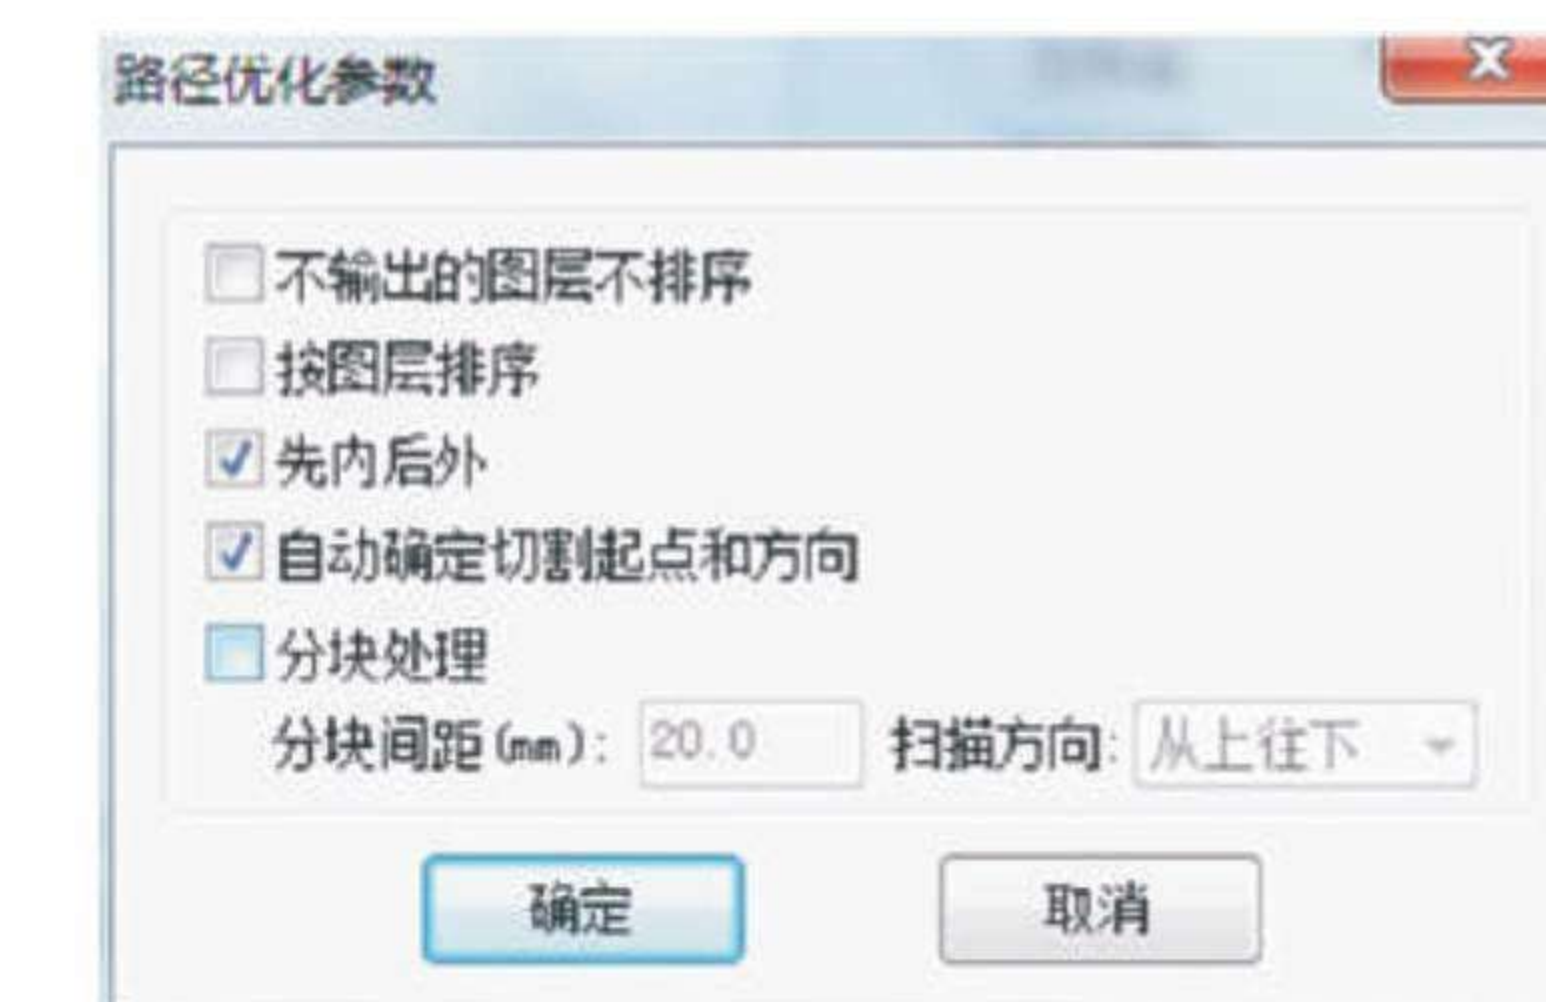 路径优化参数
不输出的图层不排序
按图层排序
先内后外
自动确定切割起点和方向
分块处理
分块间距(mm): 20.0 扫描方向: 从上往下
确定 取消